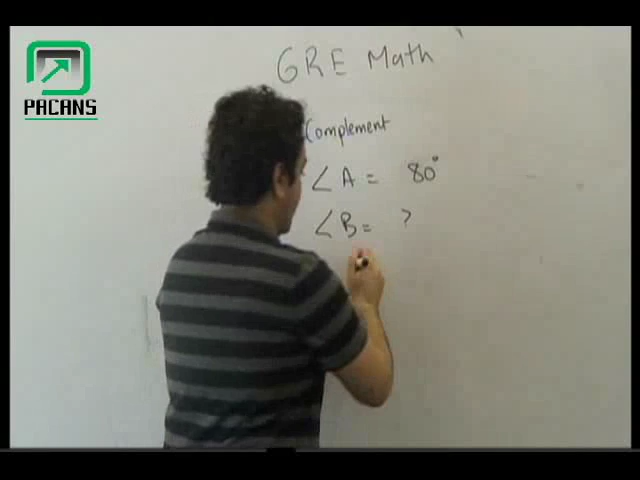 PACANS
GRE Math
Complement
∠A = 80°
∠B = ?